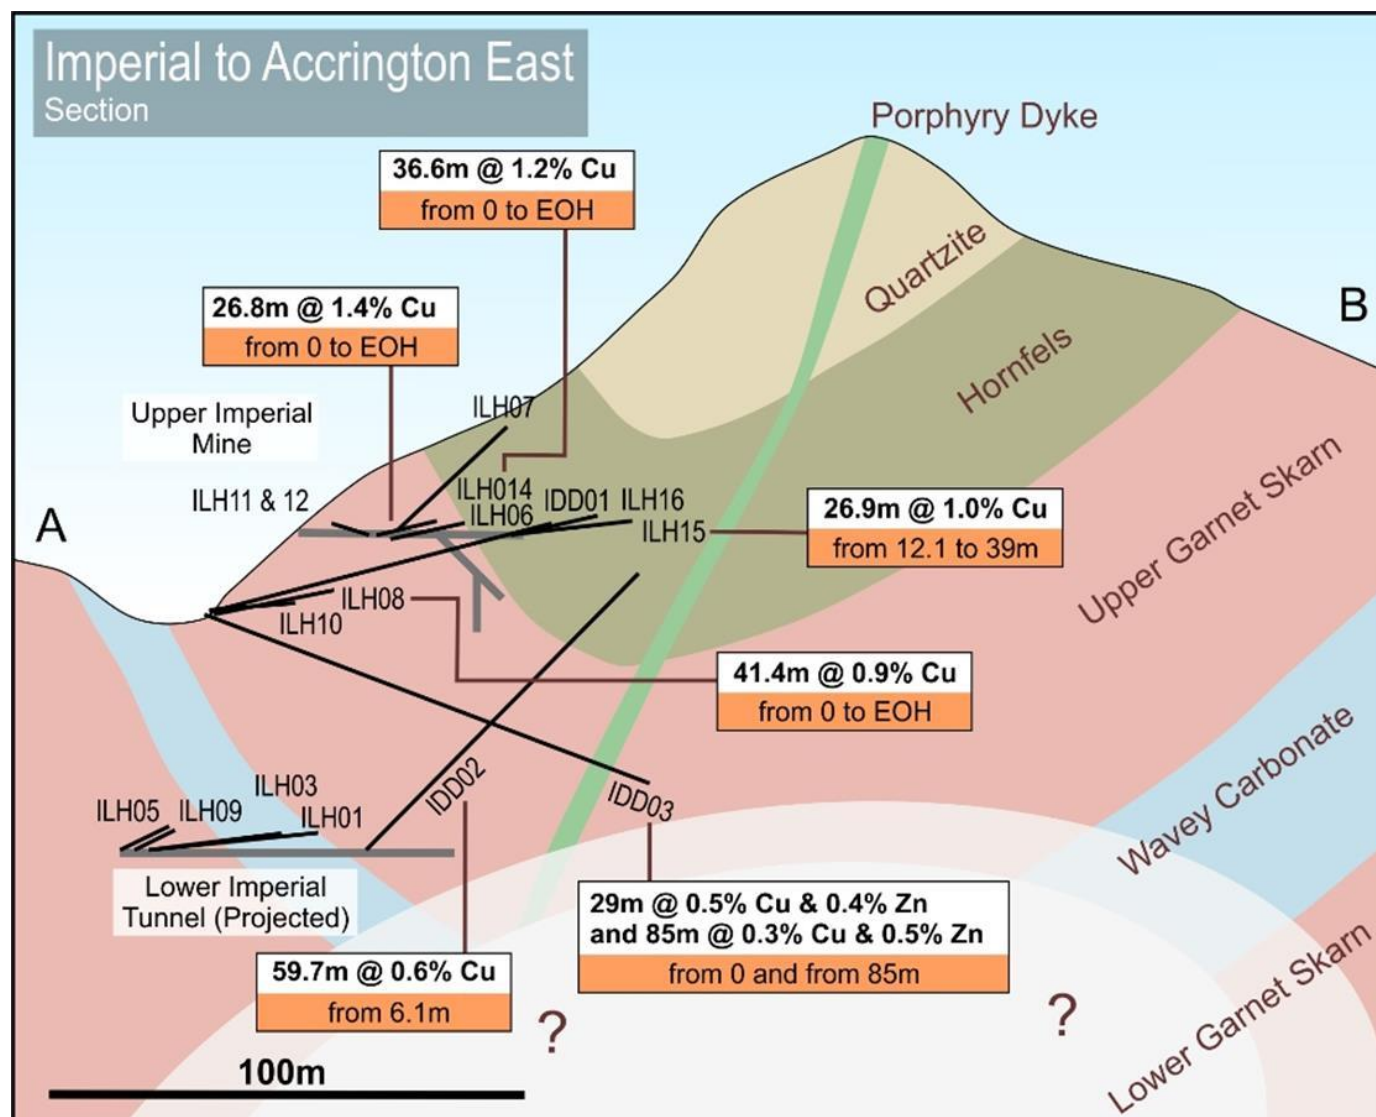 Imperial to Accrington East
Section
Porphyry Dyke
36.6m @ 1.2% Cu
from 0 to EOH
Quartzite
26.8m @ 1.4% Cu
from 0 to EOH
B
Hornfels
Upper Imperial
Mine
ILH07
ILH11 & 12
ILH014
ILH06
IDD01
ILH16
ILH15
A
26.9m @ 1.0% Cu
from 12.1 to 39m
Upper Garnet Skarn
ILH08
ILH10
41.4m @ 0.9% Cu
from 0 to EOH
Wavey Carbonate
ILH03
ILH05
ILH09
ILH01
IDD02
IDD03
Lower Imperial
Tunnel (Projected)
29m @ 0.5% Cu & 0.4% Zn
and 85m @ 0.3% Cu & 0.5% Zn
from 0 and from 85m
59.7m @ 0.6% Cu
from 6.1m
?
?
Lower Garnet Skarn
100m